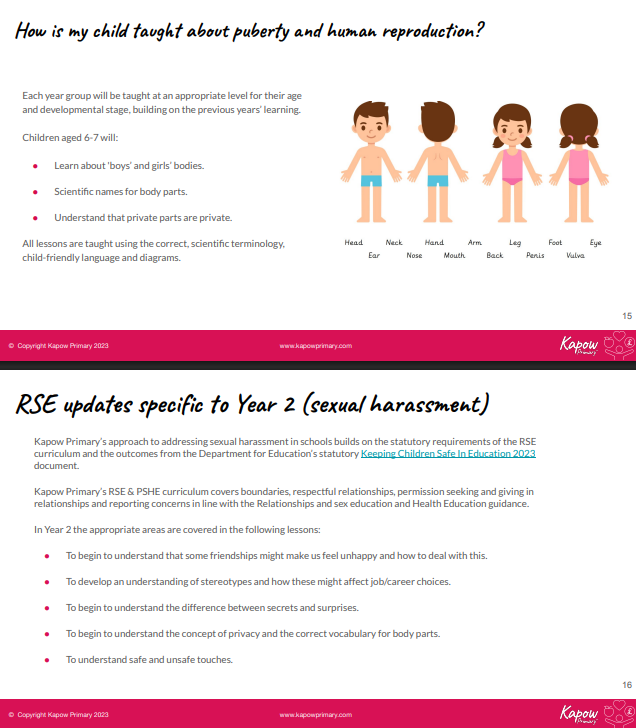 How is my child taught about puberty and human reproduction?
Each year group will be taught at an appropriate level for their age
and developmental stage, building on the previous years' learning.
Children aged 6-7 will:
● Learn about 'boys' and girls' bodies.
● Scientific names for body parts.
● Understand that private parts are private.
All lessons are taught using the correct, scientific terminology,
child-friendly language and diagrams.
Head Neck Hand Arm Leg Foot Eye
Ear Nose Mouth Back Penis Vulva
15
© Copyright Kapow Primary 2023 www.kapowprimary.com Kapow Primary
RSE updates specific to Year 2 (sexual harassment)
Kapow Primary's approach to addressing sexual harassment in schools builds on the statutory requirements of the RSE
curriculum and the outcomes from the Department for Education's statutory Keeping Children Safe In Education 2023
document.
Kapow Primary's RSE & PSHE curriculum covers boundaries, respectful relationships, permission seeking and giving in
relationships and reporting concerns in line with the Relationships and sex education and Health Education guidance.
In Year 2 the appropriate areas are covered in the following lessons:
● To begin to understand that some friendships might make us feel unhappy and how to deal with this.
● To develop an understanding of stereotypes and how these might affect job/career choices.
● To begin to understand the difference between secrets and surprises.
● To begin to understand the concept of privacy and the correct vocabulary for body parts.
● To understand safe and unsafe touches.
16
© Copyright Kapow Primary 2023 www.kapowprimary.com Kapow Primary